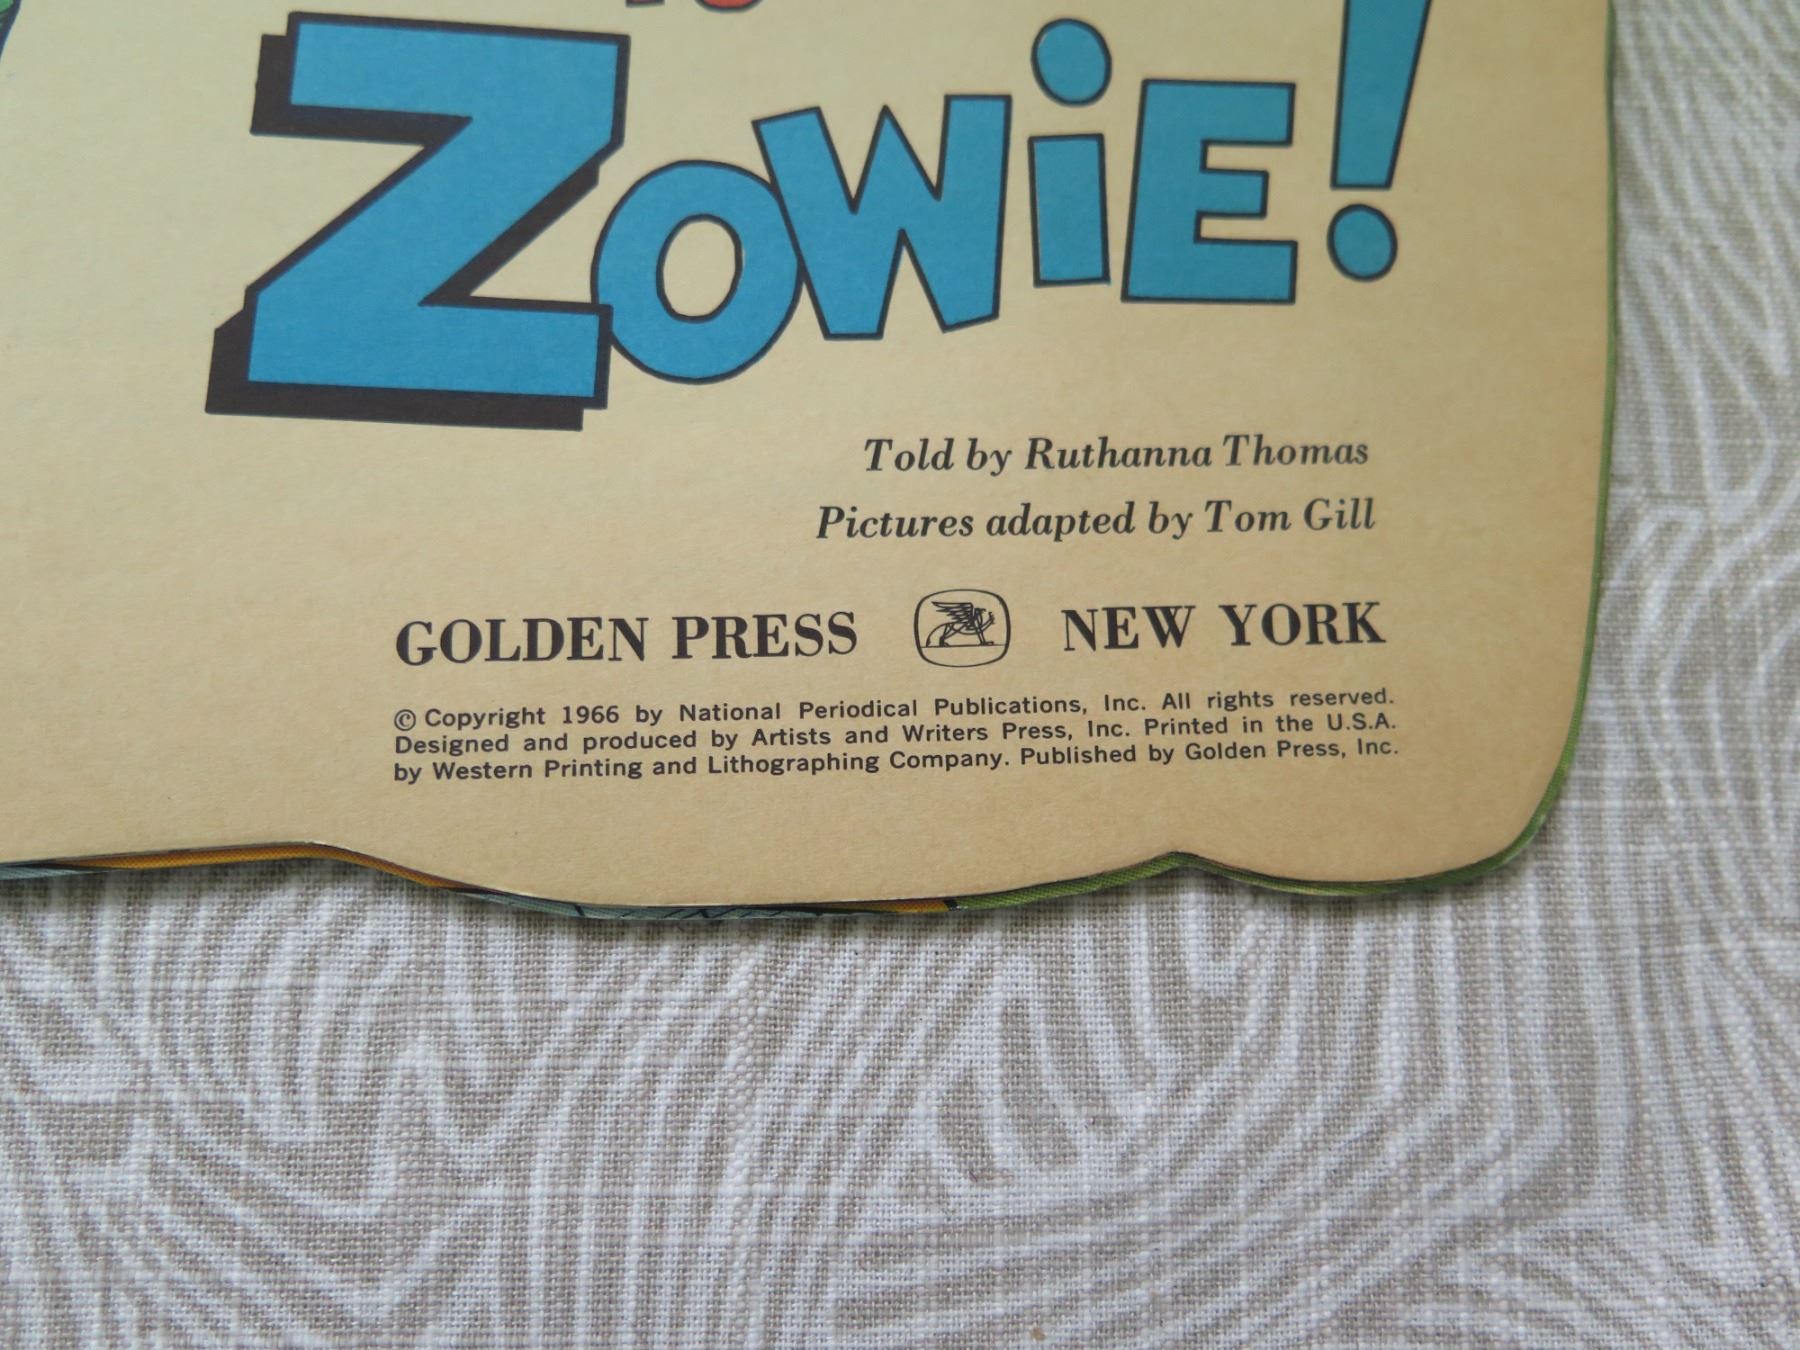 ZOWiE!
Told by Ruthanna Thomas
Pictures adapted by Tom Gill
GOLDEN PRESS NEW YORK
© Copyright 1966 by National Periodical Publications, Inc. All rights reserved.
Designed and produced by Artists and Writers Press, Inc. Printed in the U.S.A.
by Western Printing and Lithographing Company. Published by Golden Press, Inc.